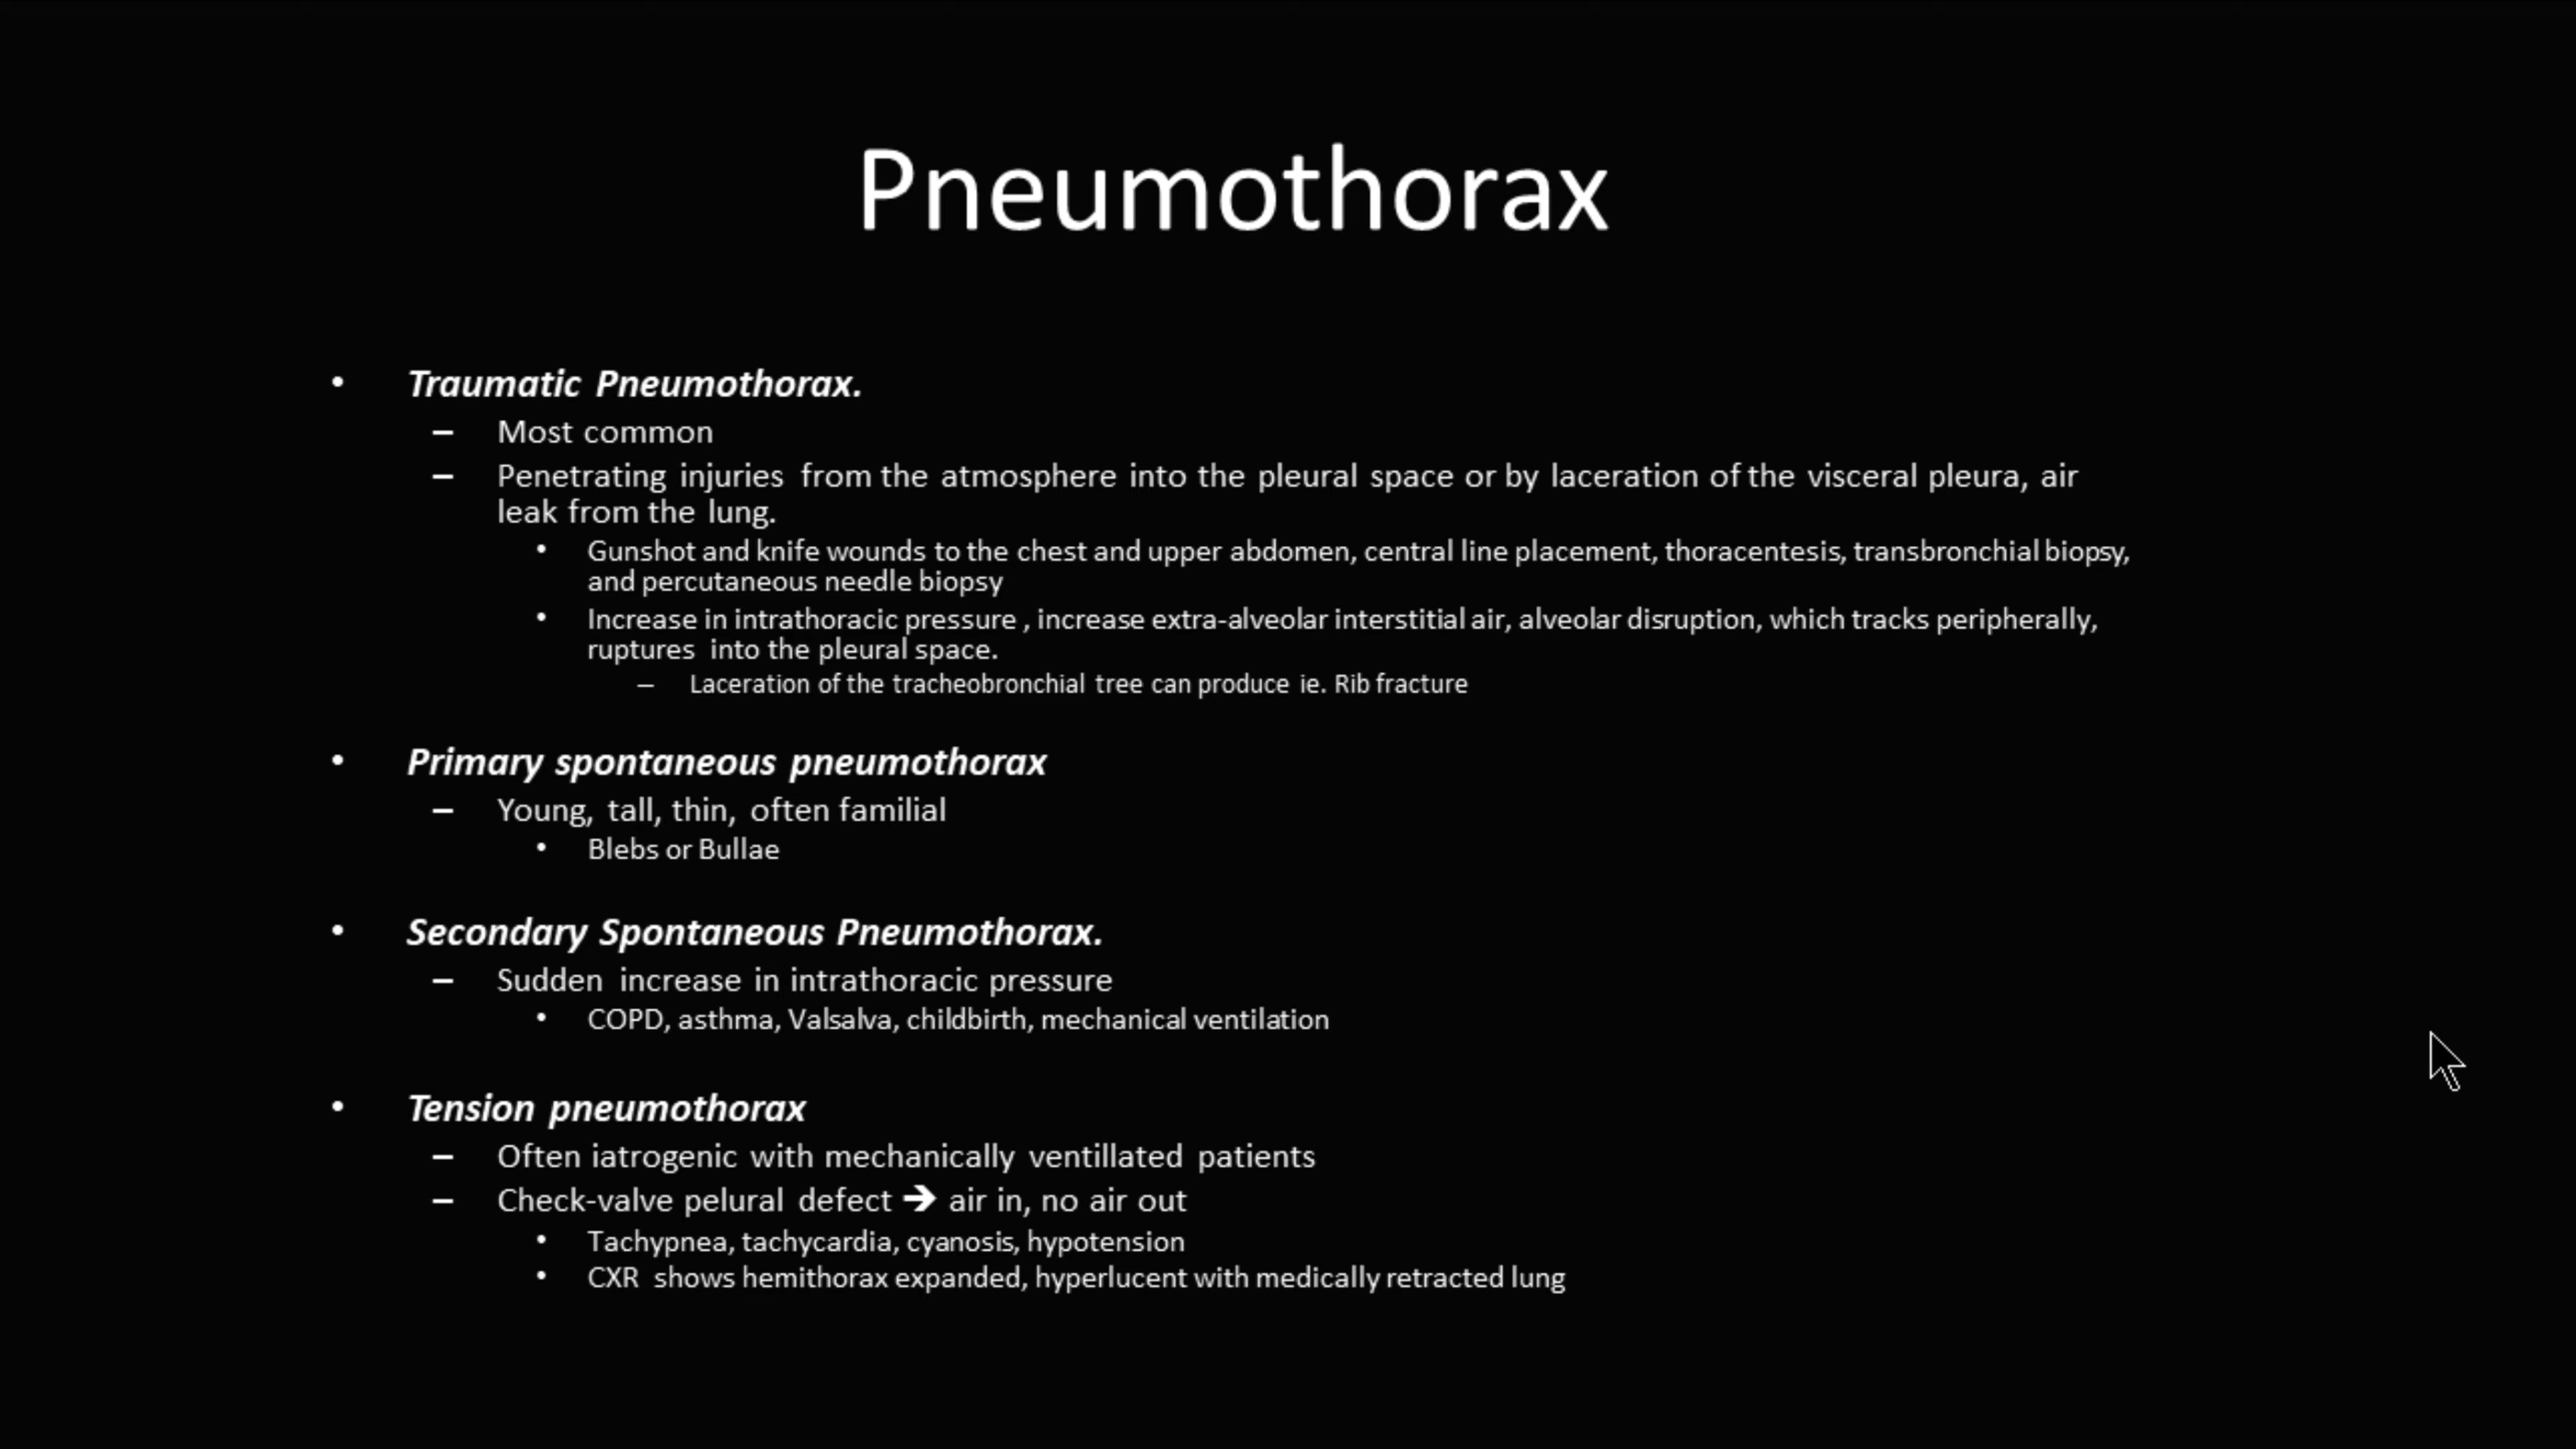 Pneumothorax
• Traumatic Pneumothorax.
– Most common
– Penetrating injuries from the atmosphere into the pleural space or by laceration of the visceral pleura, air
leak from the lung.
• Gunshot and knife wounds to the chest and upper abdomen, central line placement, thoracentesis, transbronchial biopsy,
and percutaneous needle biopsy
• Increase in intrathoracic pressure , increase extra-alveolar interstitial air, alveolar disruption, which tracks peripherally,
ruptures into the pleural space.
– Laceration of the tracheobronchial tree can produce ie. Rib fracture
• Primary spontaneous pneumothorax
– Young, tall, thin, often familial
• Blebs or Bullae
• Secondary Spontaneous Pneumothorax.
– Sudden increase in intrathoracic pressure
• COPD, asthma, Valsalva, childbirth, mechanical ventilation
• Tension pneumothorax
– Often iatrogenic with mechanically ventillated patients
– Check-valve pelural defect ➔ air in, no air out
• Tachypnea, tachycardia, cyanosis, hypotension
• CXR shows hemithorax expanded, hyperlucent with medically retracted lung